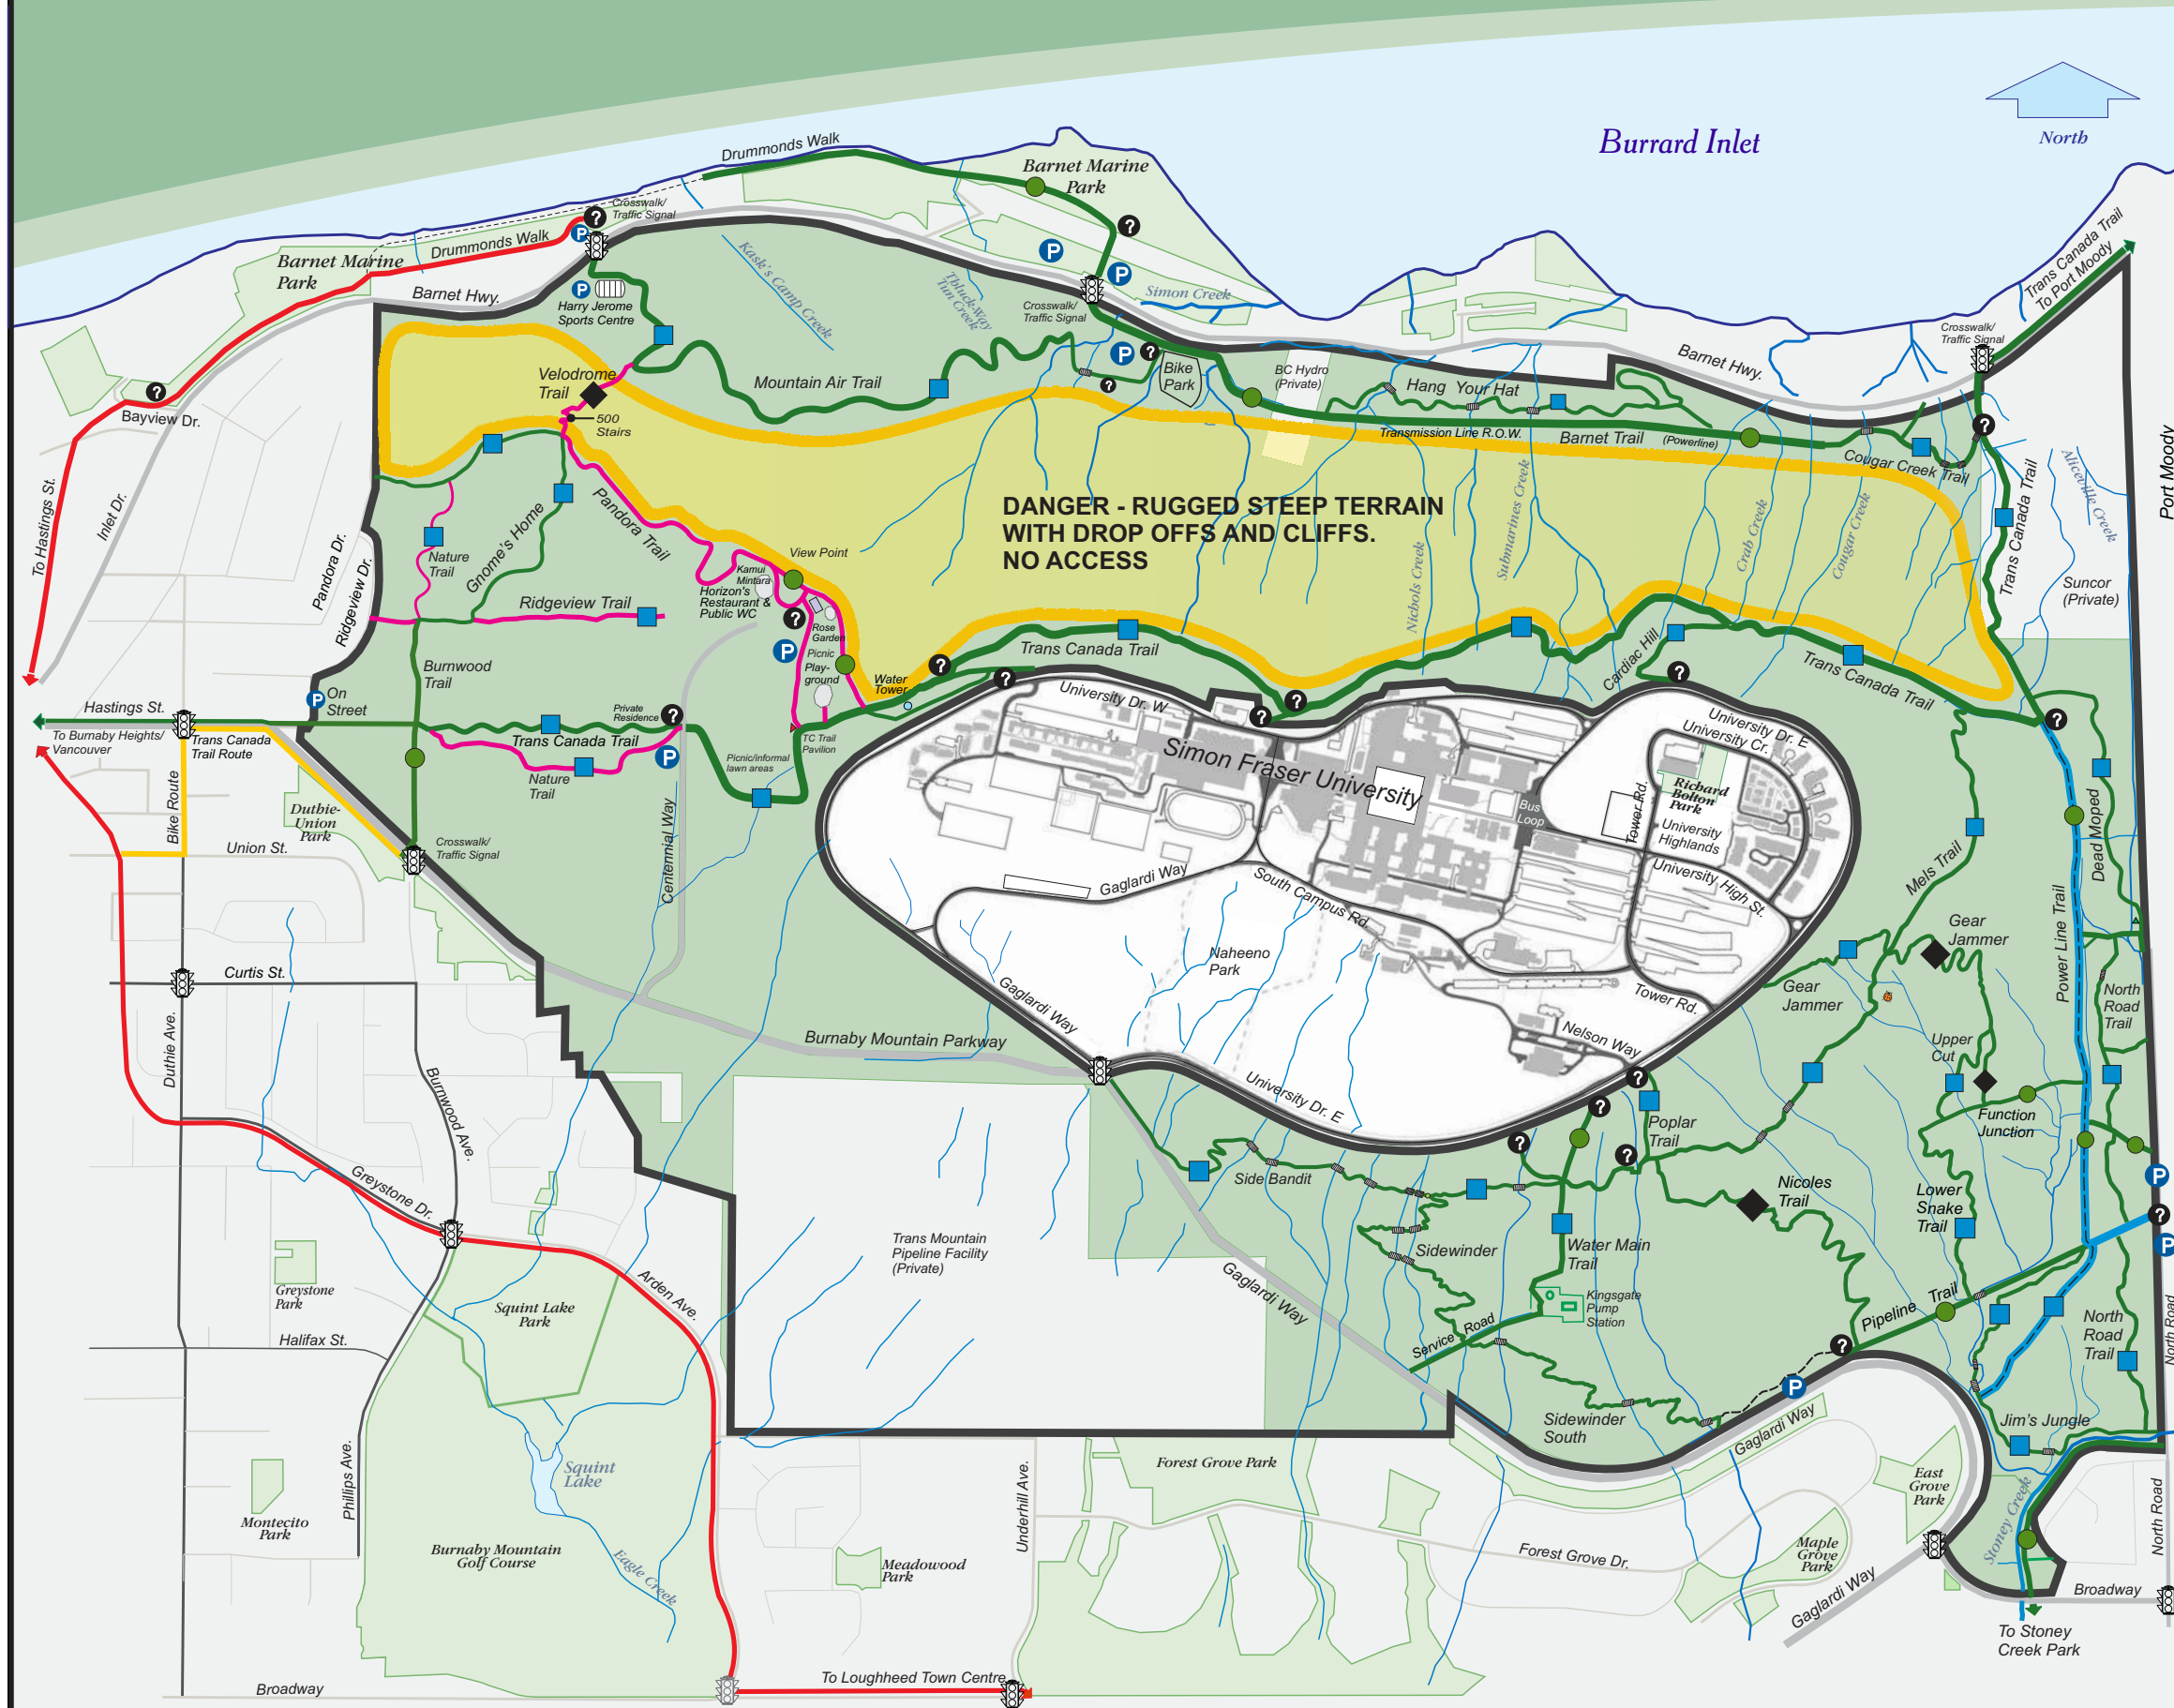 Burrard Inlet
North
Drummonds Walk
Barnet Marine
Park
Crosswalk/
Traffic Signal
Drummonds Walk
Barnet Marine
Park
Barnet Hwy.
Harry Jerome
Sports Centre
Kask's Camp Creek
Crosswalk/
Traffic Signal
Simon Creek
Trans Canada Trail
To Port Moody
Crosswalk/
Traffic Signal
Barnet Hwy.
Bayview Dr.
To Hastings St.
Inlet Dr.
Velodrome
Trail
500
Stairs
Mountain Air Trail
Bike
Park
BC Hydro
(Private)
Hang Your Hat
Transmission Line R.O.W.
Barnet Trail
(Powerline)
Cougar Creek Trail
Trans Canada Trail
Aliceville Creek
Port Moody
DANGER - RUGGED STEEP TERRAIN
WITH DROP OFFS AND CLIFFS.
NO ACCESS
Nichols Creek
Submarines Creek
Crab Creek
Cougar Creek
Suncor
(Private)
Pandora Dr.
Ridgeview Dr.
Nature
Trail
Gnome's Home
Pandora Trail
View Point
Kamui
Mintara
Horizon's
Restaurant &
Public WC
Rose
Garden
Picnic
Play-
ground
Ridgeview Trail
Burnwood
Trail
On
Street
Water
Tower
Trans Canada Trail
Cardiac Hill
Trans Canada Trail
Hastings St.
To Burnaby Heights/
Vancouver
Trans Canada
Trail Route
Private
Residence
Trans Canada Trail
Nature
Trail
Picnic/informal
lawn areas
TC Trail
Pavilion
Bike Route
Duthie-
Union
Park
Union St.
Crosswalk/
Traffic Signal
Centennial Way
University Dr. W
Simon Fraser University
University Dr. E
University Cr.
Richard
Bolton
Park
Tower Rd.
University
Highlands
Bus
Loop
University High St.
Gaglardi Way
South Campus Rd.
Naheeno
Park
Tower Rd.
Nelson Way
Gaglardi Way
University Dr. E
Burnaby Mountain Parkway
Mels Trail
Dead Moped
Power Line Trail
Gear
Jammer
Gear
Jammer
North
Road
Trail
Upper
Cut
Function
Junction
Curtis St.
Duthie Ave.
Burnwood Ave.
Greystone Dr.
Greystone
Park
Halifax St.
Arden Ave.
Squint Lake
Park
Trans Mountain
Pipeline Facility
(Private)
Side Bandit
Poplar
Trail
Nicoles
Trail
Lower
Snake
Trail
Sidewinder
Water Main
Trail
Kingsgate
Pump
Station
Service Road
Gaglardi Way
Pipeline Trail
North
Road
Trail
North Road
Sidewinder
South
Gaglardi Way
Jim's Jungle
Phillips Ave.
Montecito
Park
Squint
Lake
Burnaby Mountain
Golf Course
Eagle Creek
Meadowood
Park
Underhill Ave.
Forest Grove Park
Forest Grove Dr.
East
Grove
Park
Maple
Grove
Park
Stoney Creek
North Road
Gaglardi Way
Broadway
To Stoney
Creek Park
Broadway
To Loughheed Town Centre